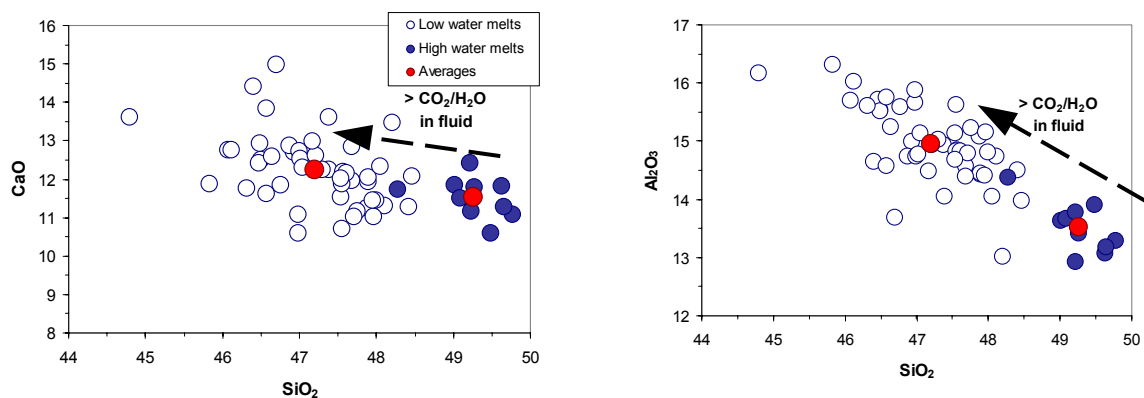 16
15
14
13
12
11
10
9
8
CaO
44
45
46
47
48
49
50
SiO2
Low water melts
High water melts
Averages
> CO2/H2O
in fluid
17
16
15
14
13
12
Al2O3
44
45
46
47
48
49
50
SiO2
> CO2/H2O
in fluid